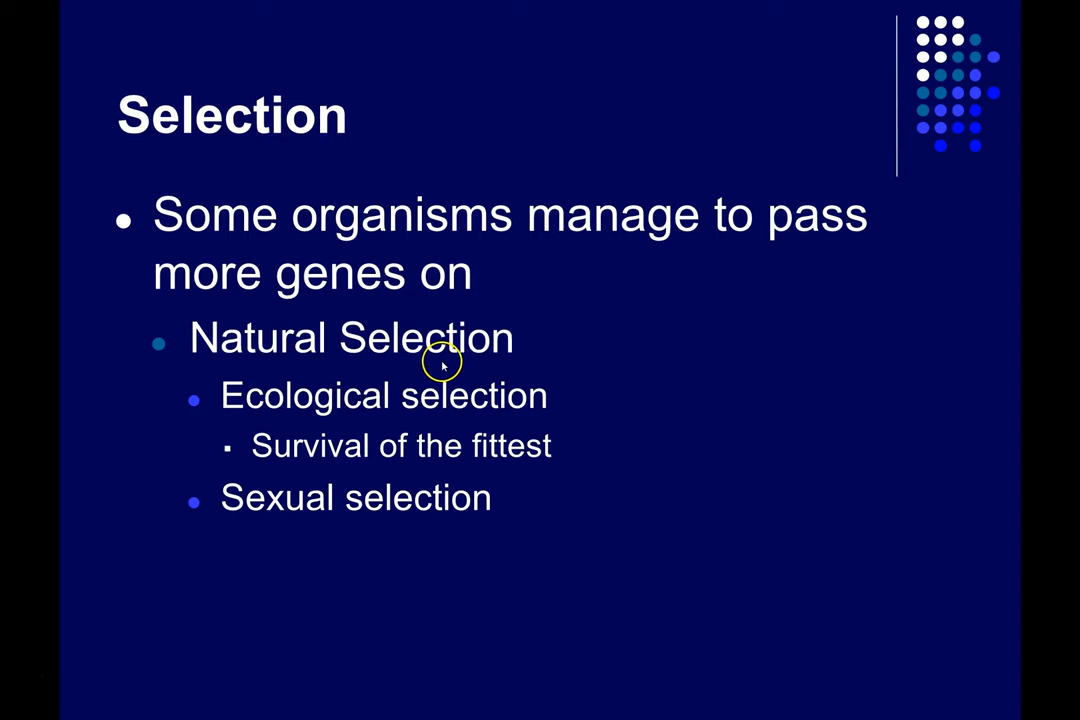 Selection
Some organisms manage to pass
more genes on
Natural Selection
Ecological selection
Survival of the fittest
Sexual selection